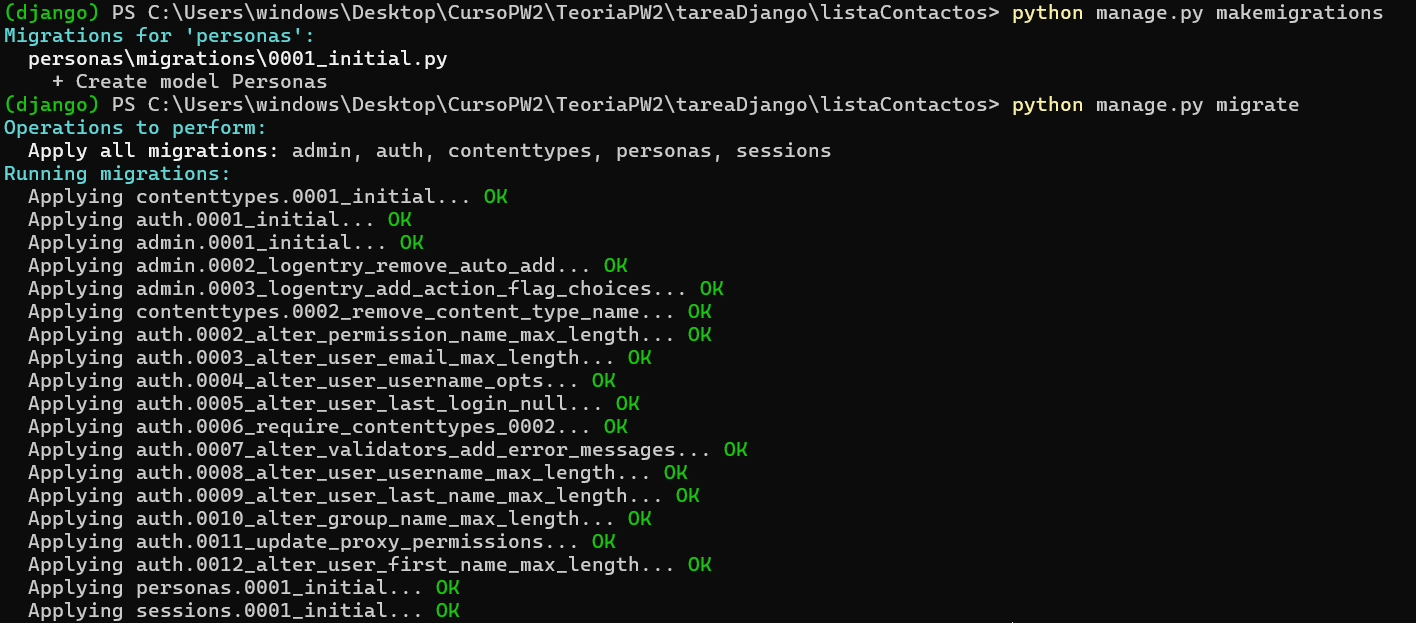 (django) PS C:\Users\windows\Desktop\CursoPW2\TeoriaPW2\tareaDjango\listaContactos> python manage.py makemigrations
Migrations for 'personas':
  personas\migrations\0001_initial.py
    + Create model Personas
(django) PS C:\Users\windows\Desktop\CursoPW2\TeoriaPW2\tareaDjango\listaContactos> python manage.py migrate
Operations to perform:
  Apply all migrations: admin, auth, contenttypes, personas, sessions
Running migrations:
  Applying contenttypes.0001_initial... OK
  Applying auth.0001_initial... OK
  Applying admin.0001_initial... OK
  Applying admin.0002_logentry_remove_auto_add... OK
  Applying admin.0003_logentry_add_action_flag_choices... OK
  Applying contenttypes.0002_remove_content_type_name... OK
  Applying auth.0002_alter_permission_name_max_length... OK
  Applying auth.0003_alter_user_email_max_length... OK
  Applying auth.0004_alter_user_username_opts... OK
  Applying auth.0005_alter_user_last_login_null... OK
  Applying auth.0006_require_contenttypes_0002... OK
  Applying auth.0007_alter_validators_add_error_messages... OK
  Applying auth.0008_alter_user_username_max_length... OK
  Applying auth.0009_alter_user_last_name_max_length... OK
  Applying auth.0010_alter_group_name_max_length... OK
  Applying auth.0011_update_proxy_permissions... OK
  Applying auth.0012_alter_user_first_name_max_length... OK
  Applying personas.0001_initial... OK
  Applying sessions.0001_initial... OK